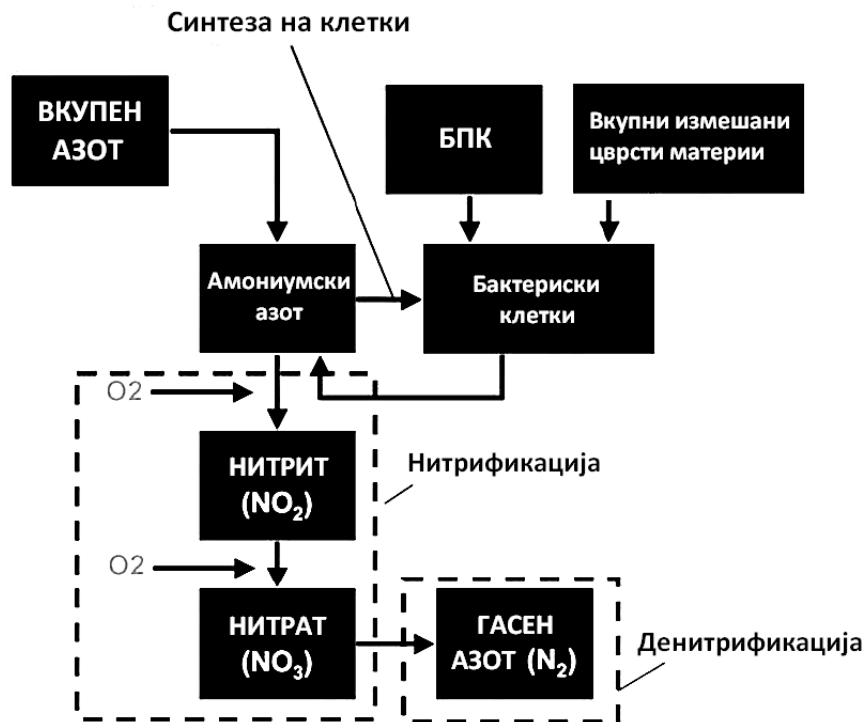 Синтеза на клетки
ВКУПЕН
АЗОТ
БПК
Вкупни измешани
цврсти материи
Амониумски
азот
Бактериски
клетки
O2
НИТРИТ
(NO₂)
Нитрификација
O2
НИТРАТ
(NO₃)
ГАСЕН
АЗОТ (N₂)
Денитрификација